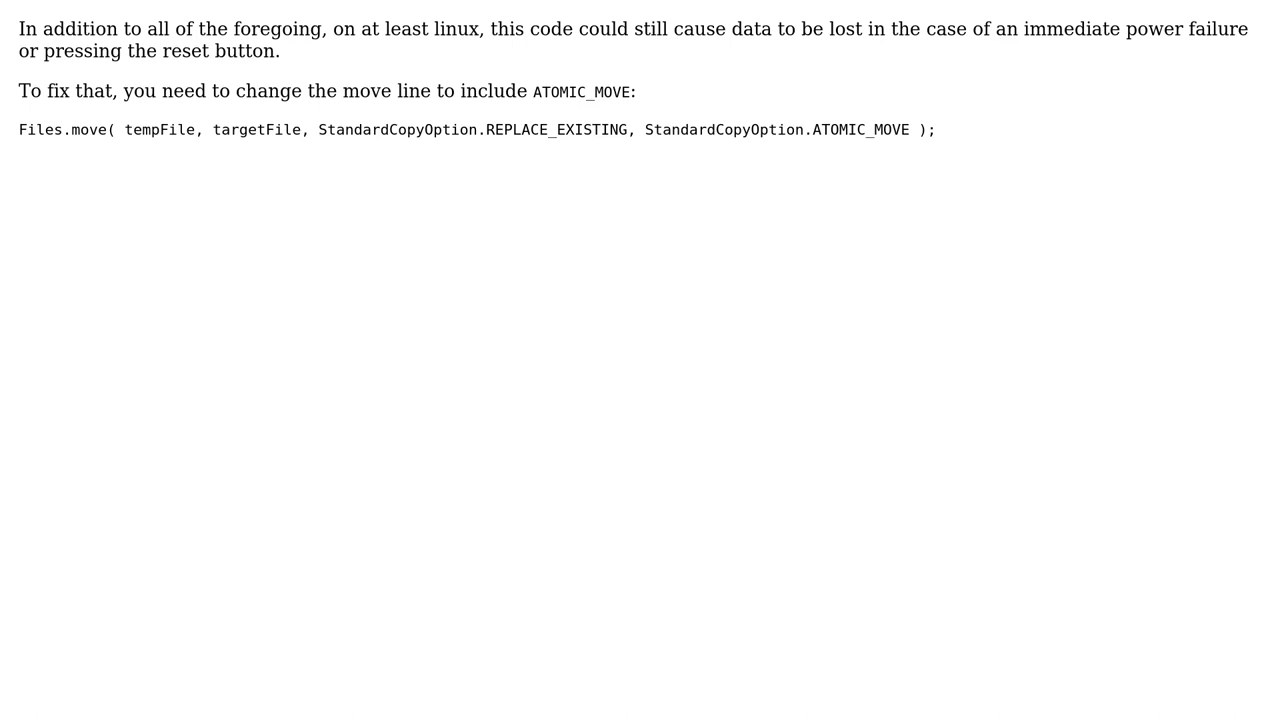 In addition to all of the foregoing, on at least linux, this code could still cause data to be lost in the case of an immediate power failure
or pressing the reset button.
To fix that, you need to change the move line to include ATOMIC_MOVE:
Files.move( tempFile, targetFile, StandardCopyOption.REPLACE_EXISTING, StandardCopyOption.ATOMIC_MOVE );